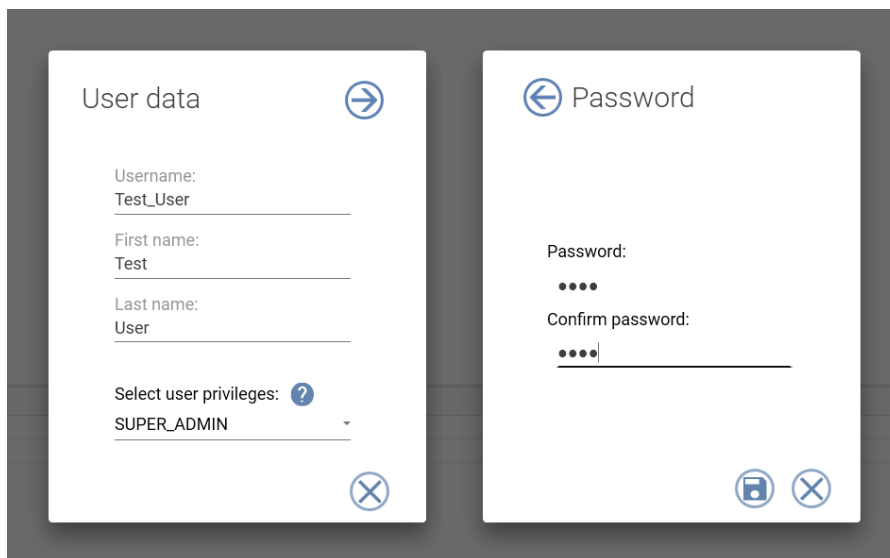 User data
Username:
Test_User
First name:
Test
Last name:
User
Select user privileges: ?
SUPER_ADMIN
Password
Password:
••••
Confirm password:
••••